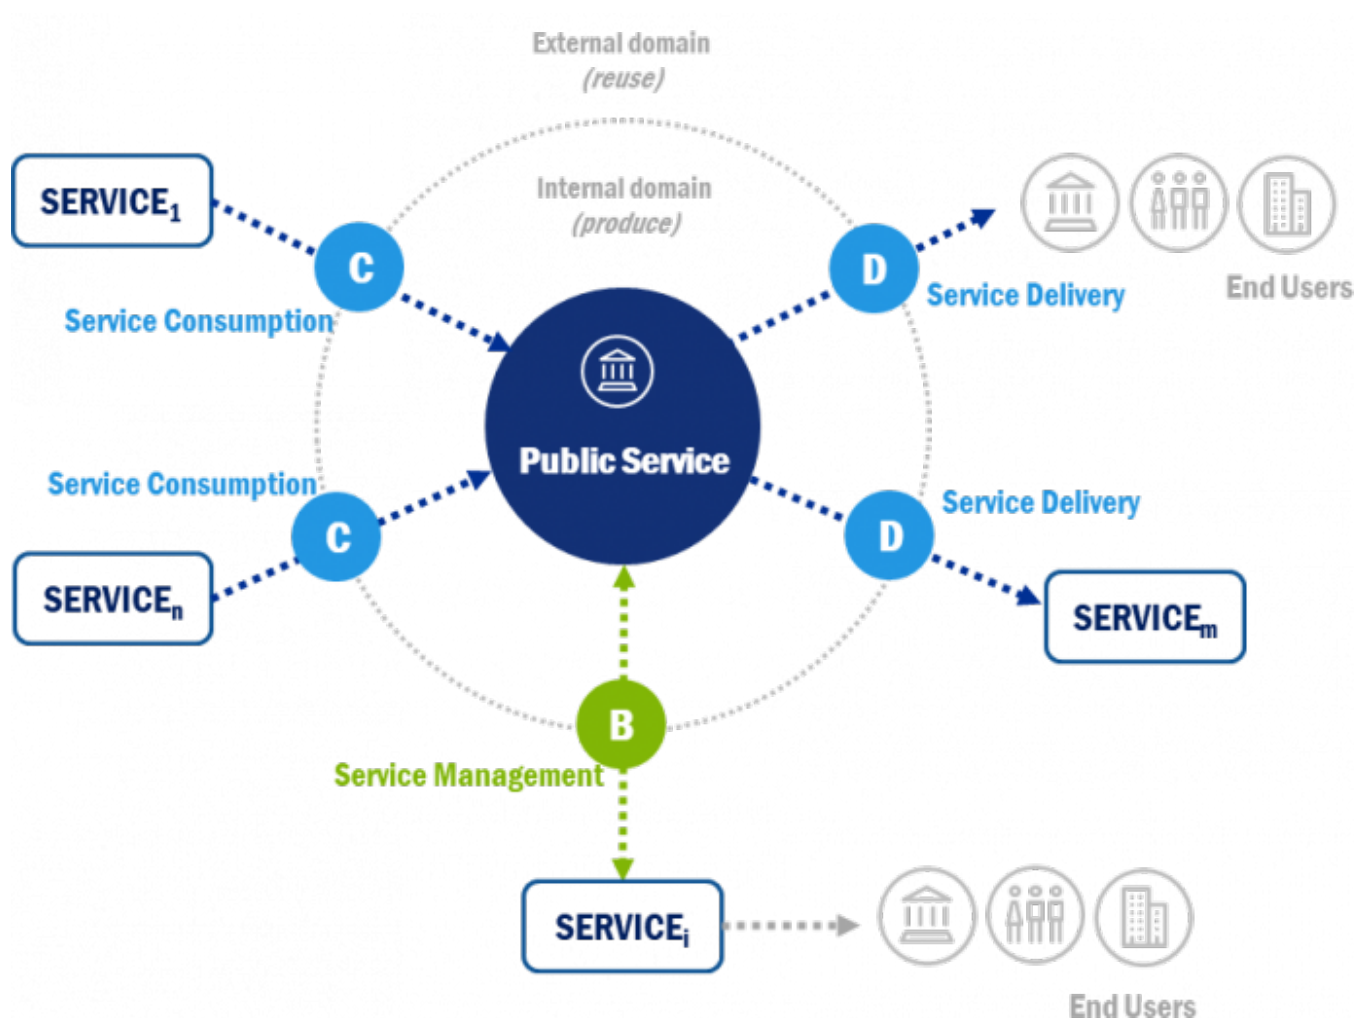 External domain
(reuse)
Internal domain
(produce)
SERVICE1
C
Service Consumption
D
Service Delivery
End Users
Public Service
Service Consumption
C
SERVICEn
Service Delivery
D
SERVICEm
B
Service Management
SERVICEi
End Users